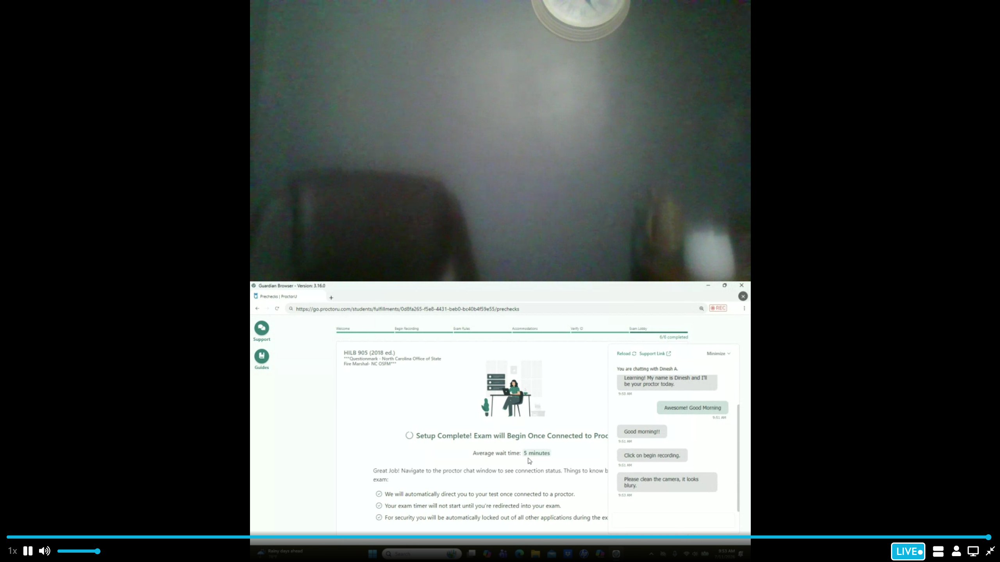 Guardian Browser - Version: 3.16.0
Prechecks | ProctorU
https://go.proctoru.com/students/fulfillments/0d8fa265-f5e8-4431-beb0-bc40b4f59e55/prechecks
REC
Support
Guides
Welcome
Begin Recording
Exam Rules
Accommodations
Verify ID
Exam Lobby
6/6 completed
HILB 905 (2018 ed.)
***Questionmark - North Carolina Office of State
Fire Marshal- NC OSFM***
Setup Complete! Exam will Begin Once Connected to Proc
Average wait time: 5 minutes
Great Job! Navigate to the proctor chat window to see connection status. Things to know b
exam:
We will automatically direct you to your test once connected to a proctor.
Your exam timer will not start until you're redirected into your exam.
For security you will be automatically locked out of all other applications during the ex
Reload
Support Link
Minimize
You are chatting with Dinesh A.
Learning! My name is Dinesh and I'll
be your proctor today.
9:50 AM
Awesome! Good Morning
9:51 AM
Good morning!!
9:51 AM
Click on begin recording.
9:51 AM
Please clean the camera, it looks
blury.
9:53 AM
Rainy days ahead
Search
9:53 AM
1x
LIVE